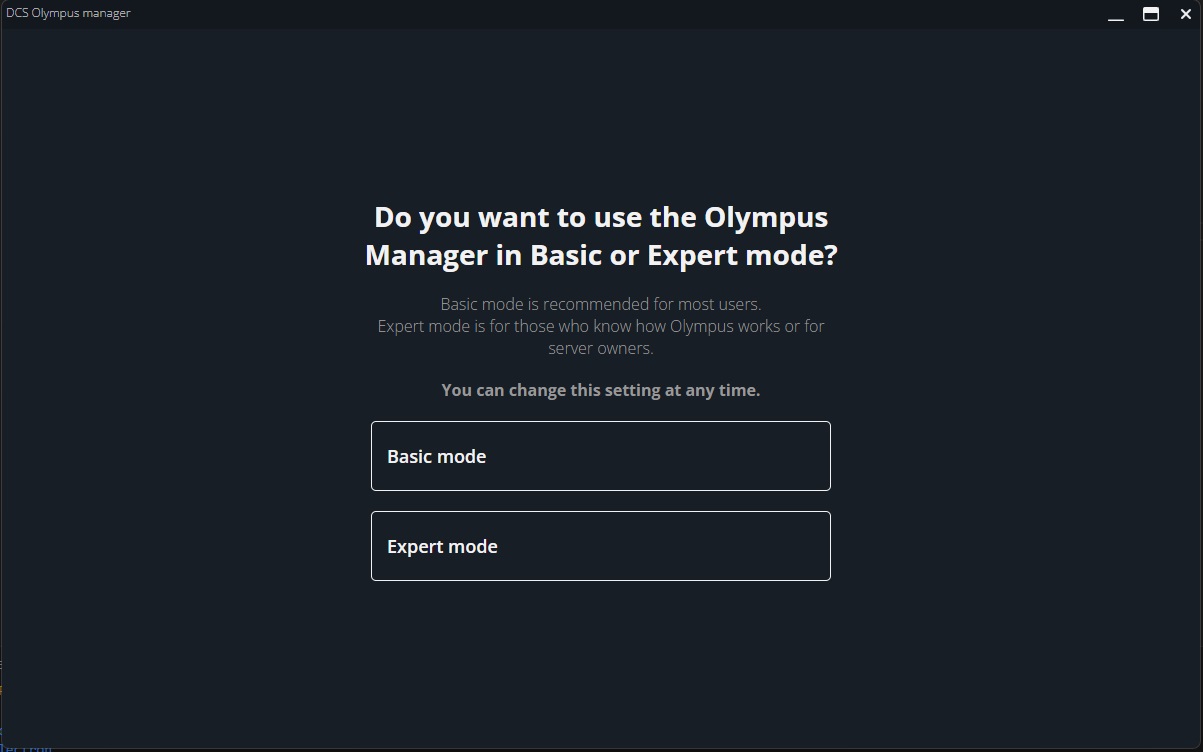 DCS Olympus manager
Do you want to use the Olympus
Manager in Basic or Expert mode?
Basic mode is recommended for most users.
Expert mode is for those who know how Olympus works or for
server owners.
You can change this setting at any time.
Basic mode
Expert mode